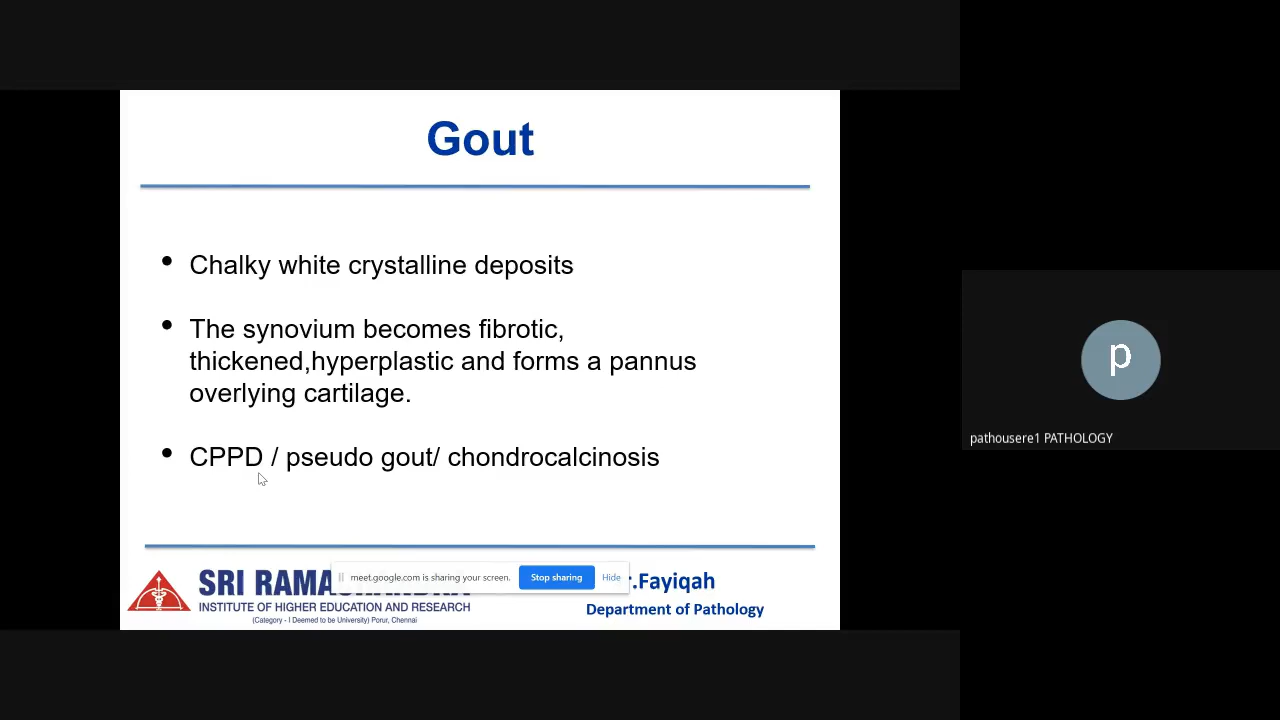 Gout
• Chalky white crystalline deposits
• The synovium becomes fibrotic,
thickened,hyperplastic and forms a pannus
overlying cartilage.
• CPPD / pseudo gout/ chondrocalcinosis
SRI
INSTITUTE OF HIGHER EDUCATION AND RESEARCH
(Category - I Deemed to be University) Porur, Chennai
meet.google.com is sharing your screen.
Stop sharing
Hide
.Fayiqah
Department of Pathology
p
pathousere1 PATHOLOGY